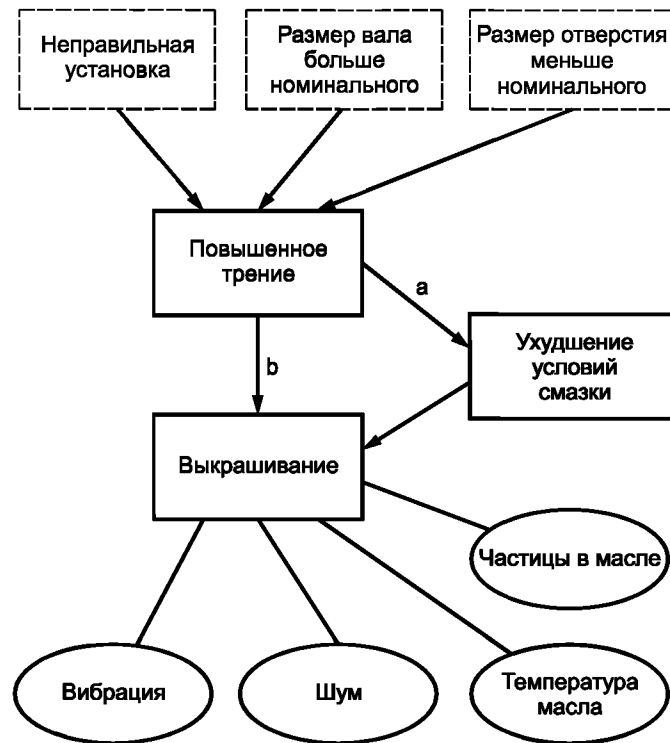 Неправильная
установка
Размер вала
больше
номинального
Размер отверстия
меньше
номинального
Повышенное
трение
a
Ухудшение
условий
смазки
b
Выкрашивание
Частицы в масле
Вибрация
Шум
Температура
масла